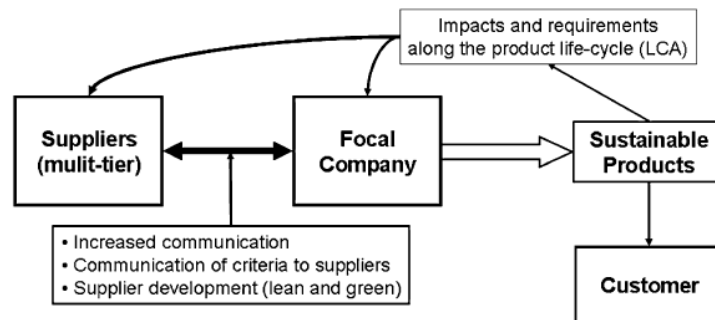 Impacts and requirements
along the product life-cycle (LCA)
Suppliers
(mulit-tier)
Focal
Company
Sustainable
Products
• Increased communication
• Communication of criteria to suppliers
• Supplier development (lean and green)
Customer